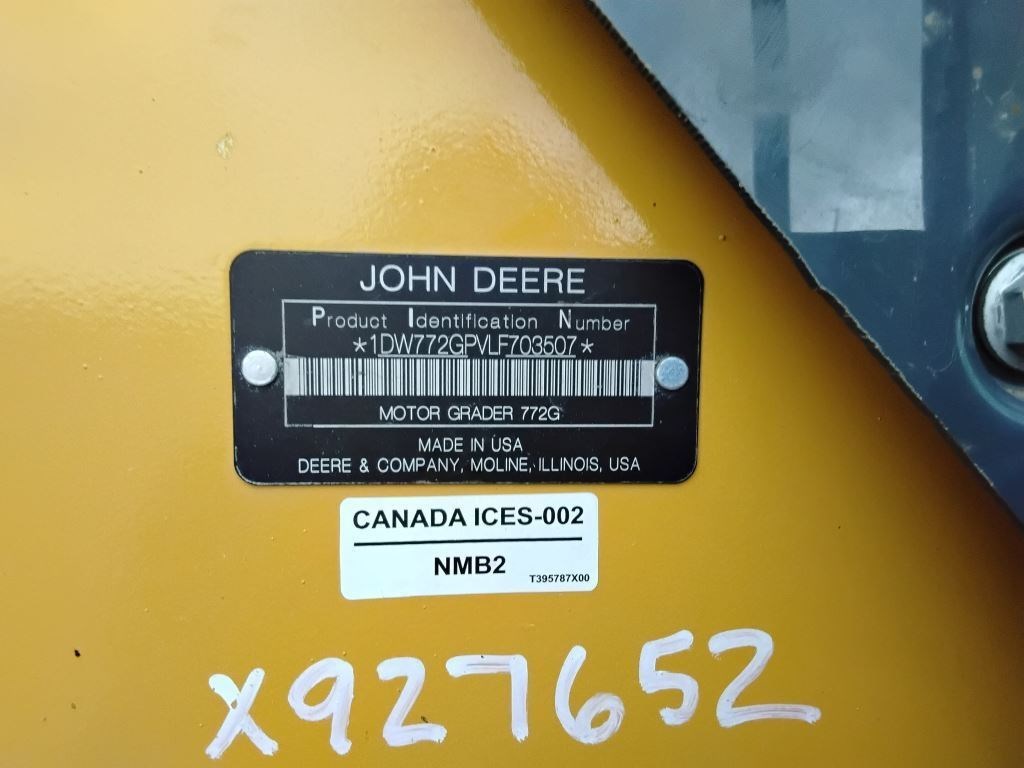 JOHN DEERE
Product Identification Number
*1DW772GPVLF703507*
MOTOR GRADER 772G
MADE IN USA
DEERE & COMPANY, MOLINE, ILLINOIS, USA
CANADA ICES-002
NMB2
T395787X00
X927652